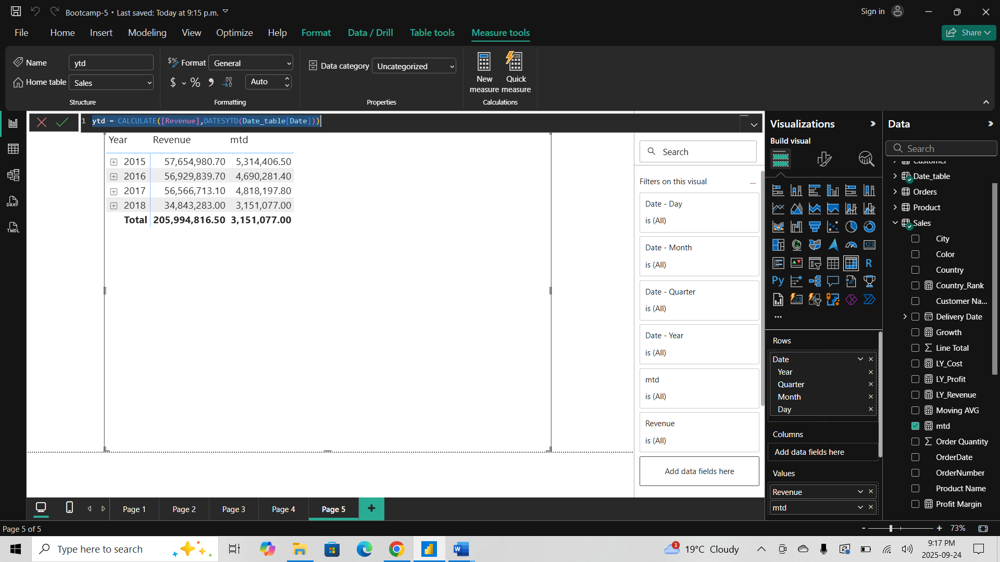 Bootcamp-5 • Last saved: Today at 9:15 p.m.
Sign in
File Home Insert Modeling View Optimize Help Format Data / Drill Table tools Measure tools
Share
Name ytd
Home table Sales
Structure
Format General
$ % , Auto
Formatting
Data category Uncategorized
Properties
New measure
Quick measure
Calculations
1 ytd = CALCULATE([Revenue],DATESYTD(Date_table[Date]))
Year Revenue mtd
2015 57,654,980.70 5,314,406.50
2016 56,929,839.70 4,690,281.40
2017 56,566,713.10 4,818,197.80
2018 34,843,283.00 3,151,077.00
Total 205,994,816.50 3,151,077.00
Search
Filters on this visual ...
Date - Day
is (All)
Date - Month
is (All)
Date - Quarter
is (All)
Date - Year
is (All)
mtd
is (All)
Revenue
is (All)
Add data fields here
Visualizations
Build visual
123
R
Py
123
...
Rows
Date
Year
Quarter
Month
Day
Columns
Add data fields here
Values
Revenue
mtd
Data
Search
Customer
Date_table
Orders
Product
Sales
City
Color
Country
Country_Rank
Customer Na...
Delivery Date
Growth
Line Total
LY_Cost
LY_Profit
LY_Revenue
Moving AVG
mtd
Order Quantity
OrderDate
OrderNumber
Product Name
Profit Margin
DAX
TMDL
Page 1 Page 2 Page 3 Page 4 Page 5 +
Page 5 of 5
- + 73%
Type here to search
W
3
19°C Cloudy
9:17 PM
2025-09-24